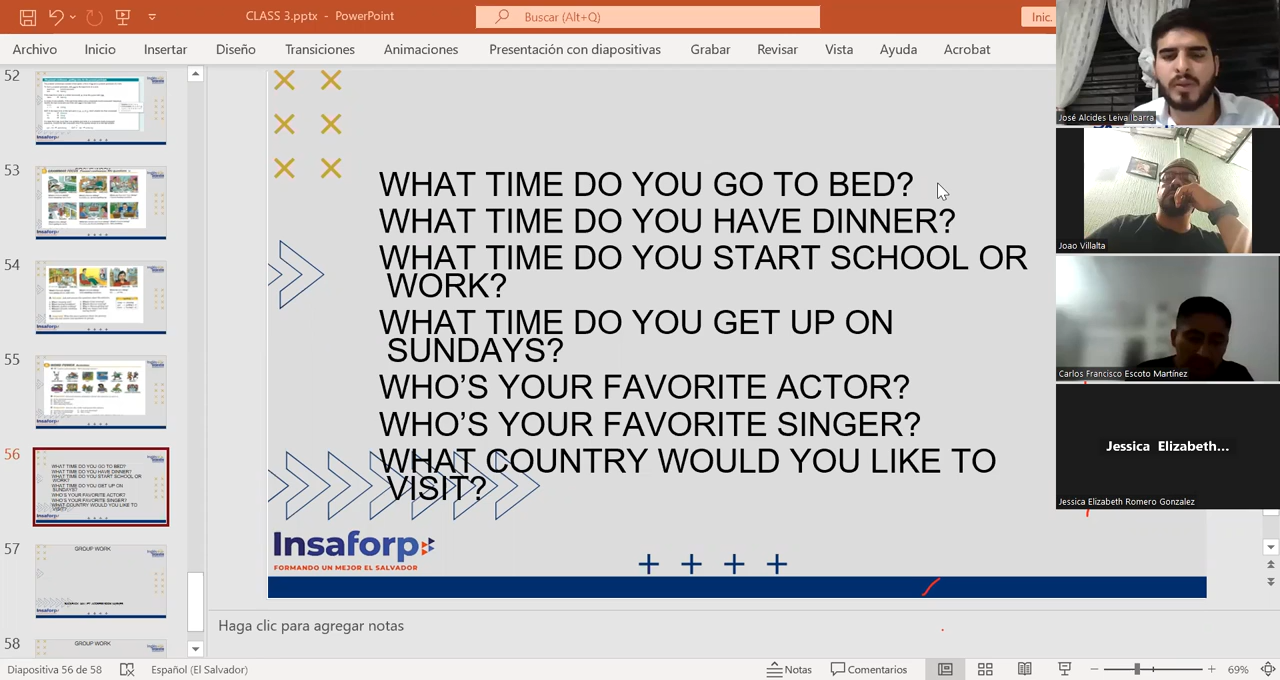 CLASS 3.pptx - PowerPoint
Buscar (Alt+Q)
Inic.
Archivo Inicio Insertar Diseño Transiciones Animaciones Presentación con diapositivas Grabar Revisar Vista Ayuda Acrobat
52
53
54
55
56
57
58
WHAT TIME DO YOU GO TO BED?
WHAT TIME DO YOU HAVE DINNER?
WHAT TIME DO YOU START SCHOOL OR
WORK?
WHAT TIME DO YOU GET UP ON
SUNDAYS?
WHO'S YOUR FAVORITE ACTOR?
WHO'S YOUR FAVORITE SINGER?
WHAT COUNTRY WOULD YOU LIKE TO
VISIT?
Insaforp
FORMANDO UN MEJOR EL SALVADOR
GROUP WORK
GROUP WORK
José Alcides Leiva Ibarra
Joao Villalta
Carlos Francisco Escoto Martínez
Jessica Elizabeth...
Jessica Elizabeth Romero Gonzalez
Haga clic para agregar notas
Diapositiva 56 de 58 Español (El Salvador) Notas Comentarios 69%